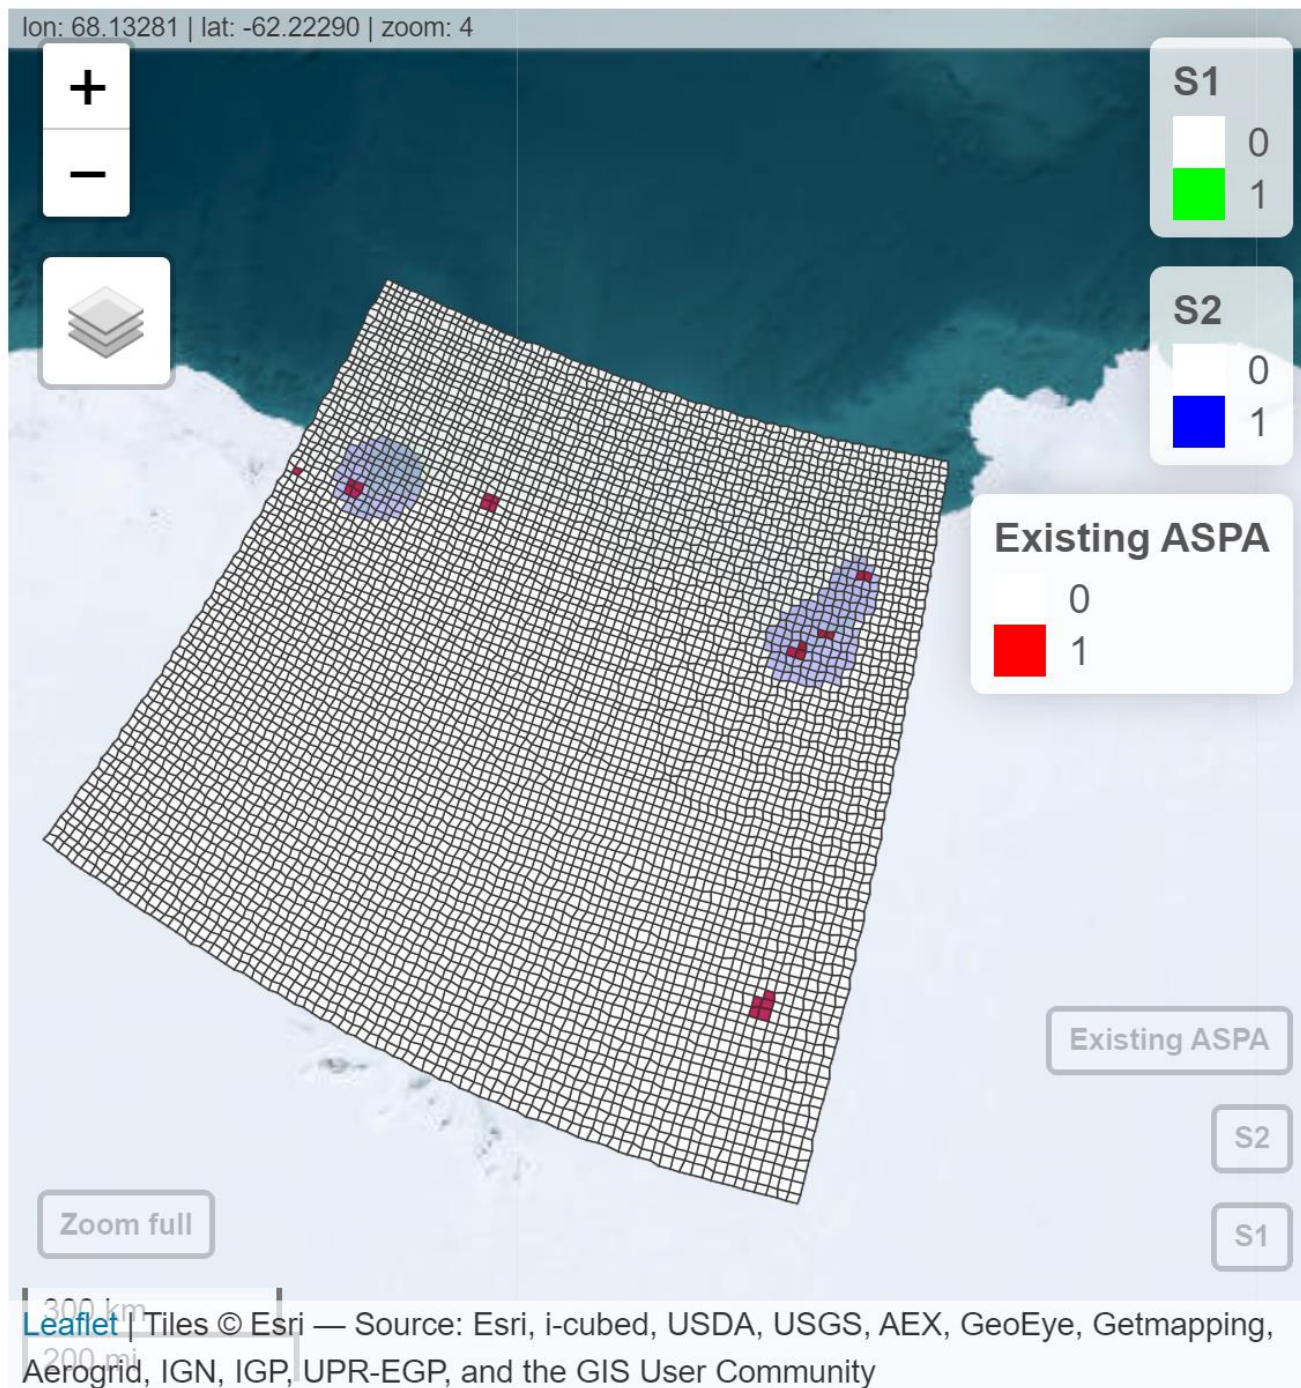 lon: 68.13281 | lat: -62.22290 | zoom: 4
+
−
S1
0
1
S2
0
1
Existing ASPA
0
1
Existing ASPA
S2
Zoom full
S1
300 km
Leaflet | Tiles © Esri — Source: Esri, i-cubed, USDA, USGS, AEX, GeoEye, Getmapping,
200 mi
Aerogrid, IGN, IGP, UPR-EGP, and the GIS User Community